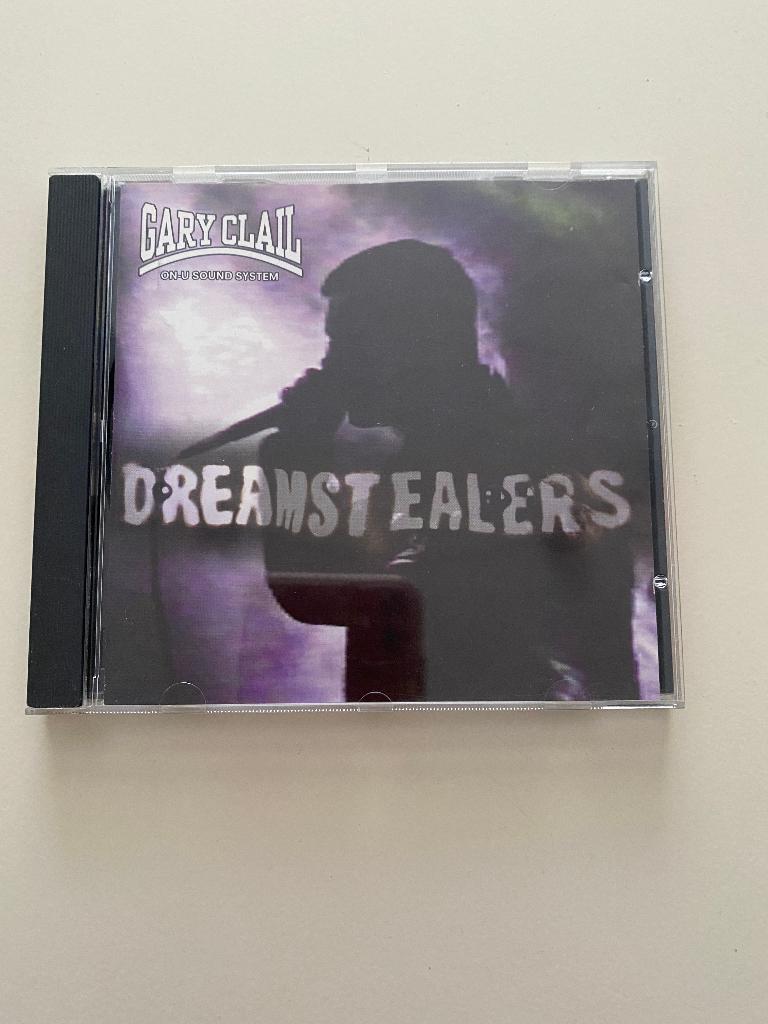 GARY CLAIL
ON-U SOUND SYSTEM
DREAMSTEALERS